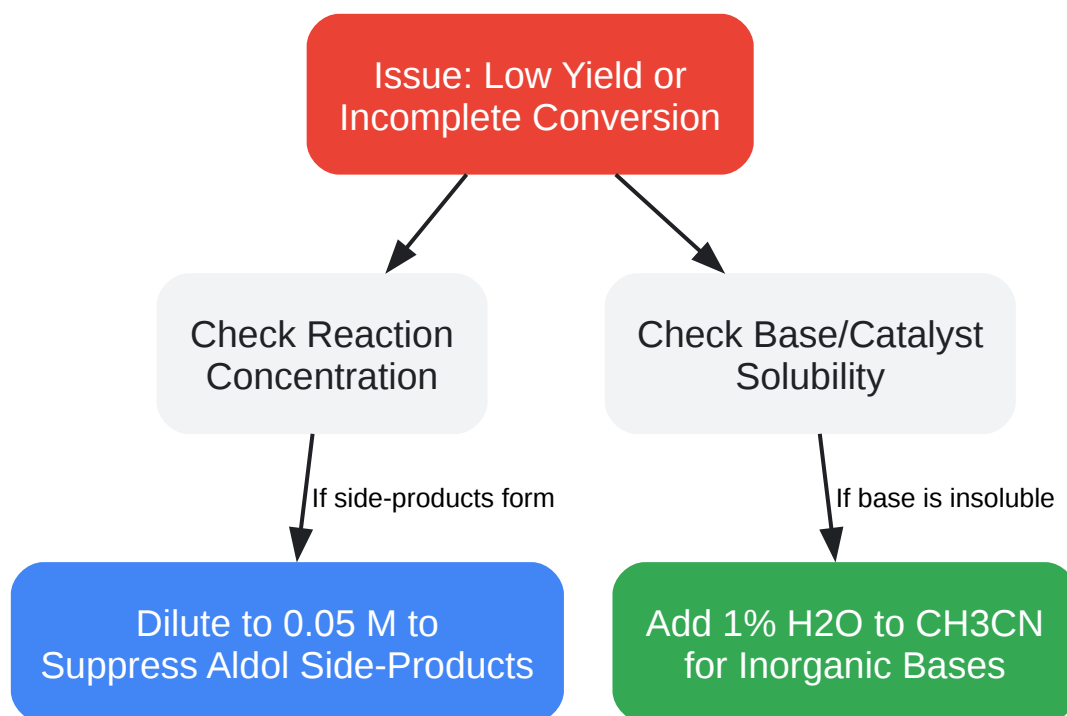 Issue: Low Yield or
Incomplete Conversion
Check Reaction
Concentration
Check Base/Catalyst
Solubility
If side-products form
If base is insoluble
Dilute to 0.05 M to
Suppress Aldol Side-Products
Add 1% H2O to CH3CN
for Inorganic Bases